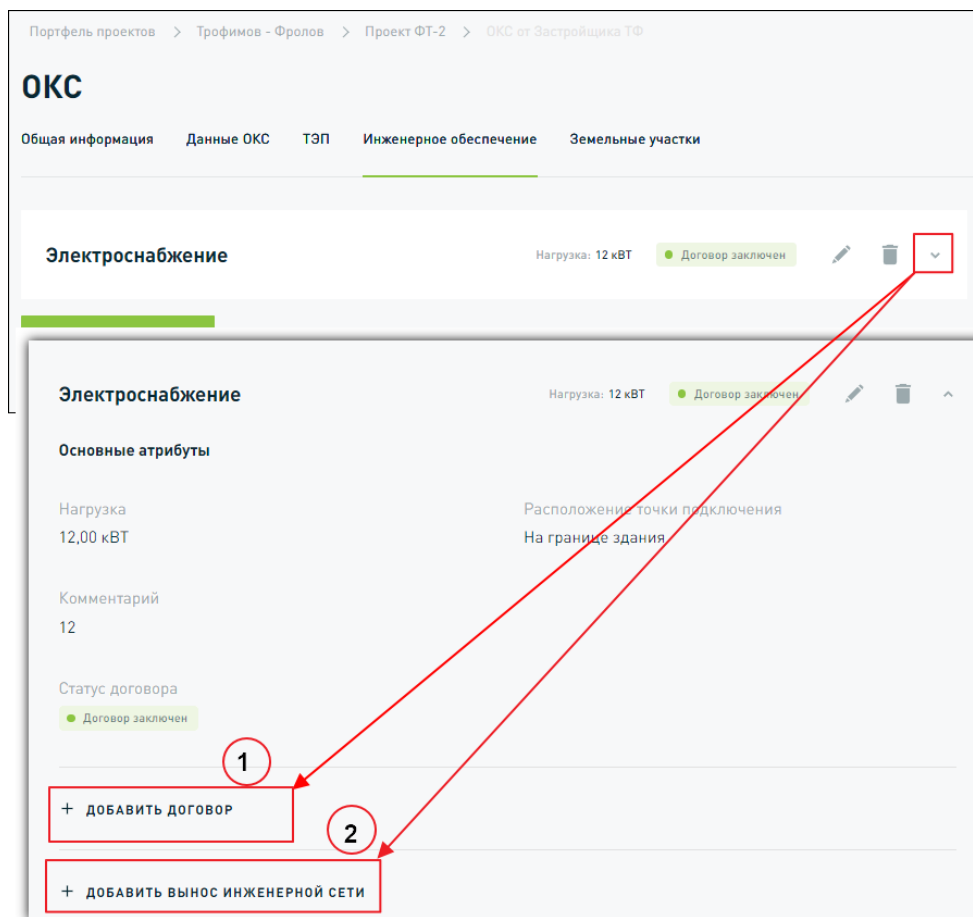 Портфель проектов > Трофимов - Фролов > Проект ФТ-2 > ОКС от Застройщика ТФ
ОКС
Общая информация Данные ОКС ТЭП Инженерное обеспечение Земельные участки
Электроснабжение Нагрузка: 12 кВТ Договор заключен
Электроснабжение Нагрузка: 12 кВТ Договор заключен
Основные атрибуты
Нагрузка Расположение точки подключения
12,00 кВТ На границе здания
Комментарий
12
Статус договора
Договор заключен
1
+ ДОБАВИТЬ ДОГОВОР
2
+ ДОБАВИТЬ ВЫНОС ИНЖЕНЕРНОЙ СЕТИ